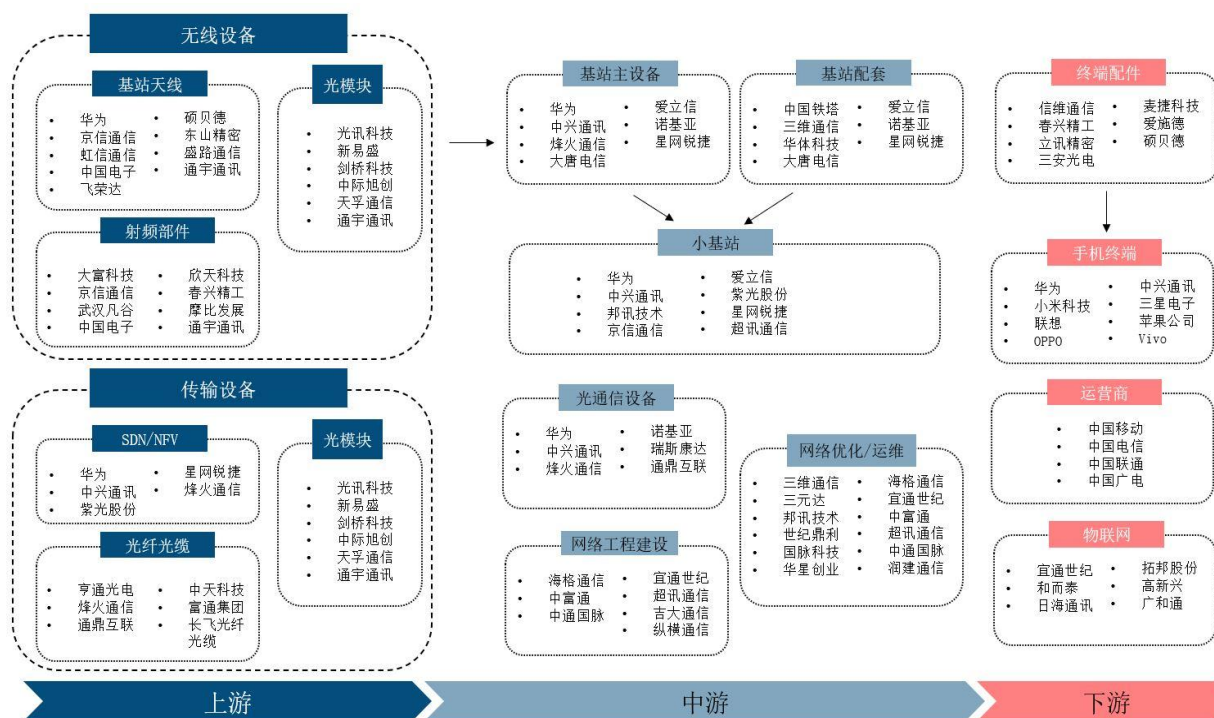 无线设备
基站天线
华为
京信通信
虹信通信
中国电子
飞荣达
硕贝德
东山精密
盛路通信
通宇通讯
光模块
光讯科技
新易盛
剑桥科技
中际旭创
天孚通信
通宇通讯
射频部件
大富科技
京信通信
武汉凡谷
中国电子
欣天科技
春兴精工
摩比发展
通宇通讯
传输设备
SDN/NFV
华为
中兴通讯
紫光股份
星网锐捷
烽火通信
光模块
光讯科技
新易盛
剑桥科技
中际旭创
天孚通信
通宇通讯
光纤光缆
亨通光电
烽火通信
通鼎互联
中天科技
富通集团
长飞光纤
光缆
基站主设备
华为
中兴通讯
烽火通信
大唐电信
爱立信
诺基亚
星网锐捷
基站配套
中国铁塔
三维通信
华体科技
大唐电信
爱立信
诺基亚
星网锐捷
小基站
华为
中兴通讯
邦讯技术
京信通信
爱立信
紫光股份
星网锐捷
超讯通信
光通信设备
华为
中兴通讯
烽火通信
诺基亚
瑞斯康达
通鼎互联
网络工程建设
海格通信
中富通
中通国脉
宜通世纪
超讯通信
吉大通信
纵横通信
网络优化/运维
三维通信
三元达
邦讯技术
世纪鼎利
国脉科技
华星创业
海格通信
宜通世纪
中富通
超讯通信
中通国脉
润建通信
终端配件
信维通信
春兴精工
立讯精密
三安光电
麦捷科技
爱施德
硕贝德
手机终端
华为
小米科技
联想
OPPO
中兴通讯
三星电子
苹果公司
Vivo
运营商
中国移动
中国电信
中国联通
中国广电
物联网
宜通世纪
和而泰
日海通讯
拓邦股份
高新兴
广和通
上游
中游
下游